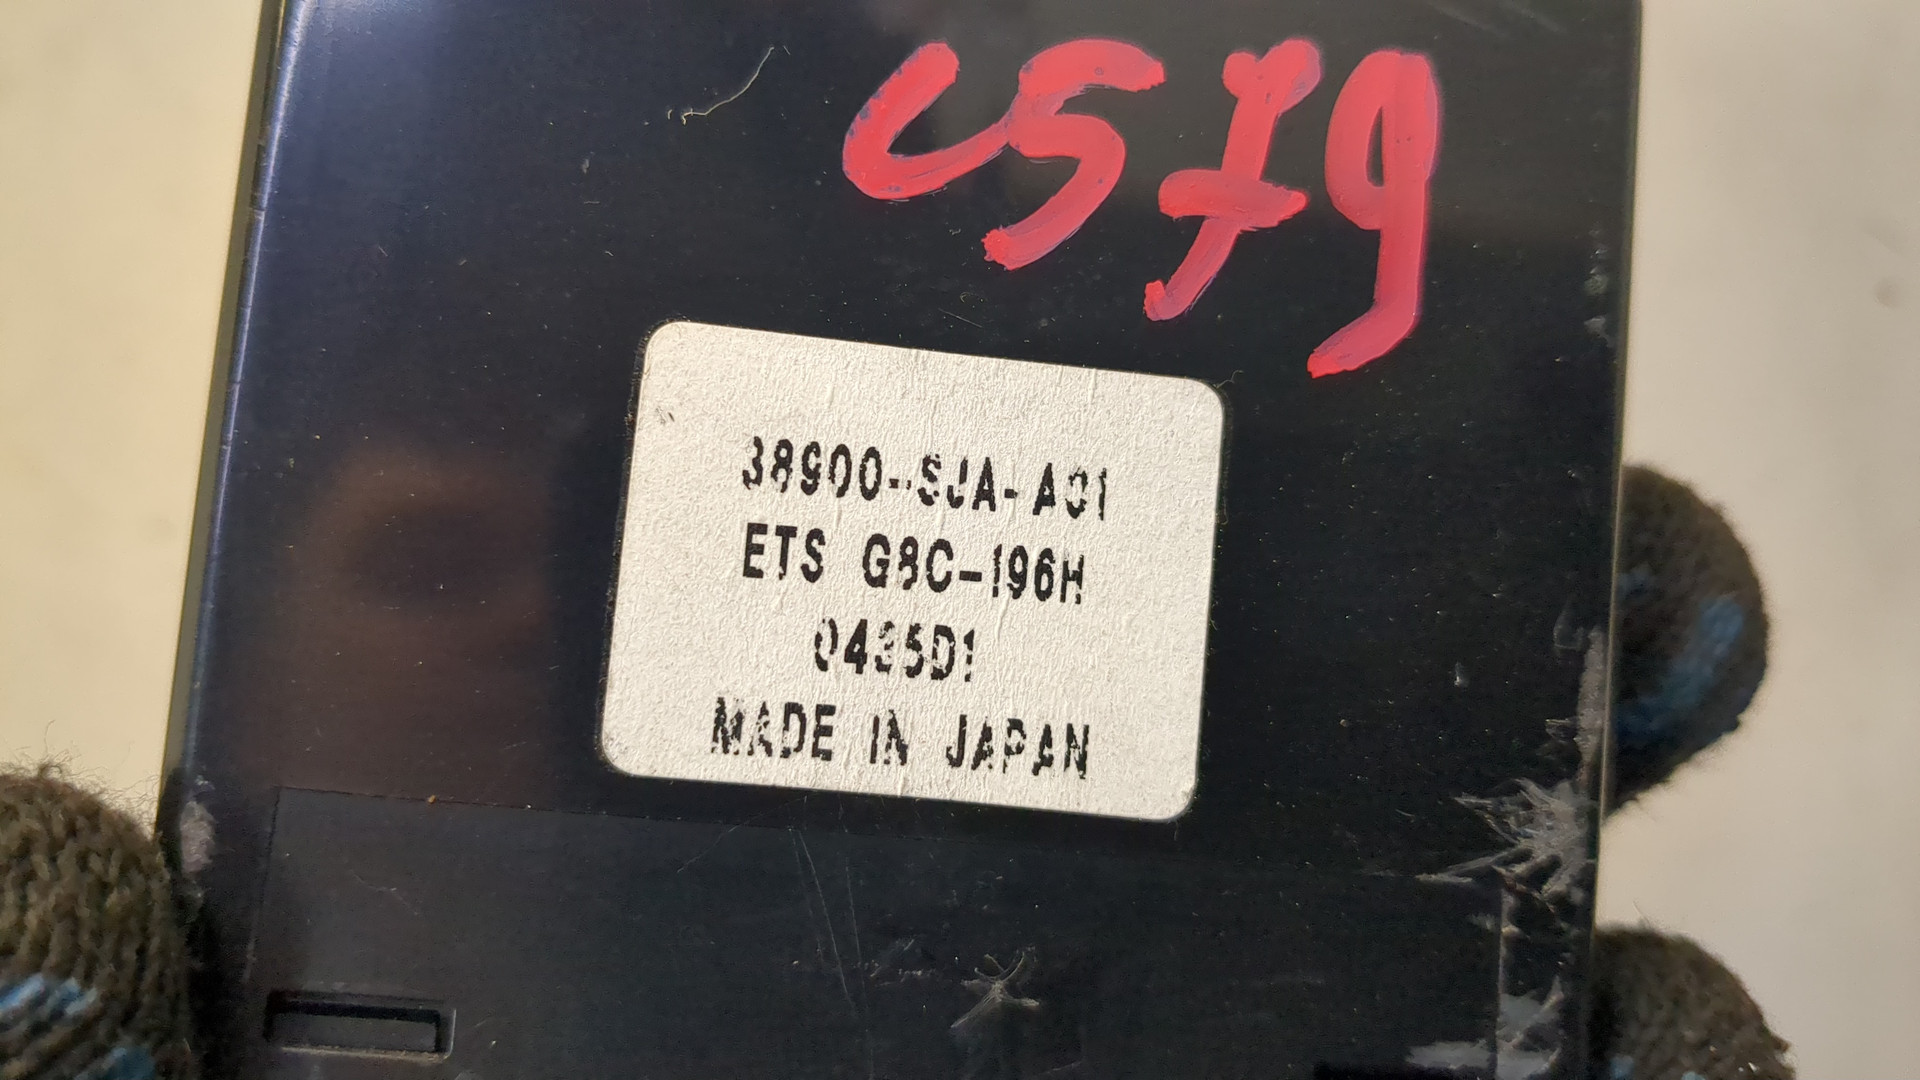 C579
38900-SJA-A01
ETS G8C-196H
0435D1
MADE IN JAPAN